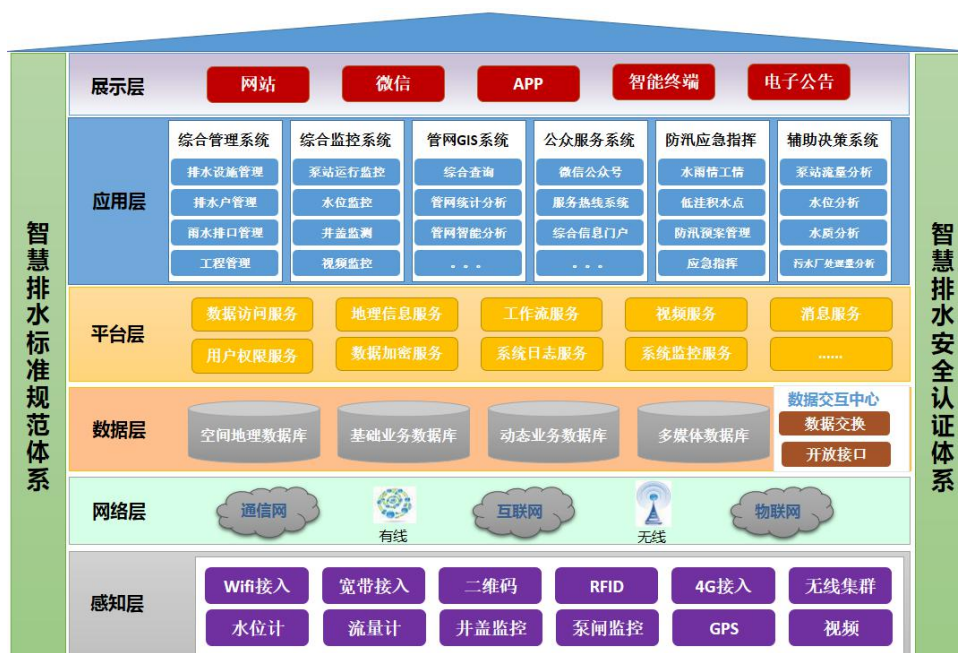 智慧排水标准规范体系
展示层
网站 微信 APP 智能终端 电子公告
应用层
综合管理系统 综合监控系统 管网GIS系统 公众服务系统 防汛应急指挥 辅助决策系统
排水设施管理 泵站运行监控 综合查询 微信公众号 水雨情工情 泵站流量分析
排水户管理 水位监控 管网统计分析 服务热线系统 低洼积水点 水位分析
雨水排口管理 井盖监测 管网智能分析 综合信息门户 防汛预案管理 水质分析
工程管理 视频监控 。。。 。。。 应急指挥 污水厂处理量分析
平台层
数据访问服务 地理信息服务 工作流服务 视频服务 消息服务
用户权限服务 数据加密服务 系统日志服务 系统监控服务 ......
数据层
空间地理数据库 基础业务数据库 动态业务数据库 多媒体数据库
数据交互中心
数据交换
开放接口
网络层
通信网 有线 互联网 无线 物联网
感知层
Wifi接入 宽带接入 二维码 RFID 4G接入 无线集群
水位计 流量计 井盖监控 泵闸监控 GPS 视频
智慧排水安全认证体系